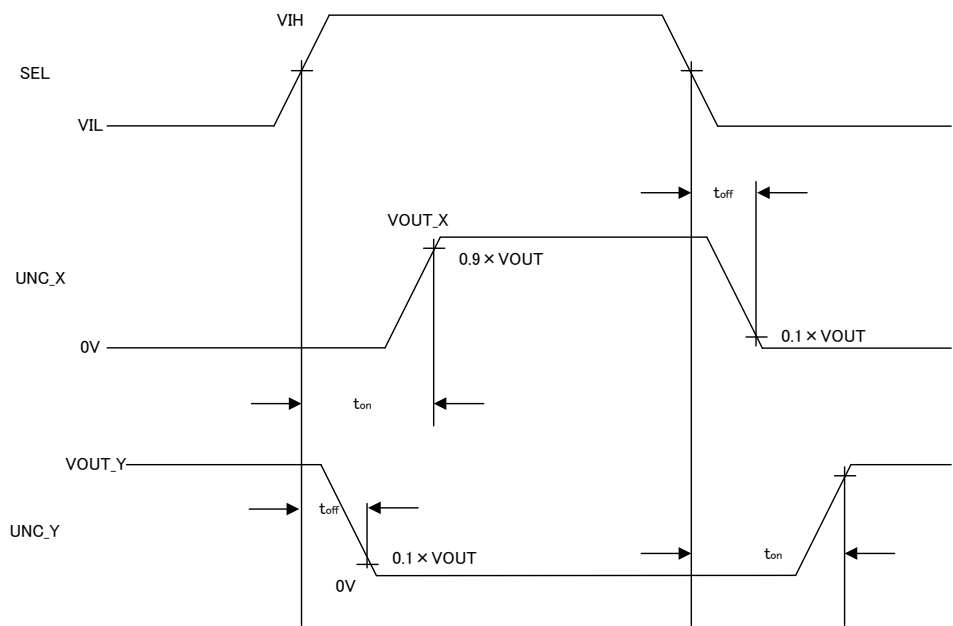 VIH
SEL
VIL
toff
VOUT_X
0.9×VOUT
UNC_X
0V
0.1×VOUT
ton
VOUT_Y
toff
UNC_Y
0.1×VOUT
ton
0V